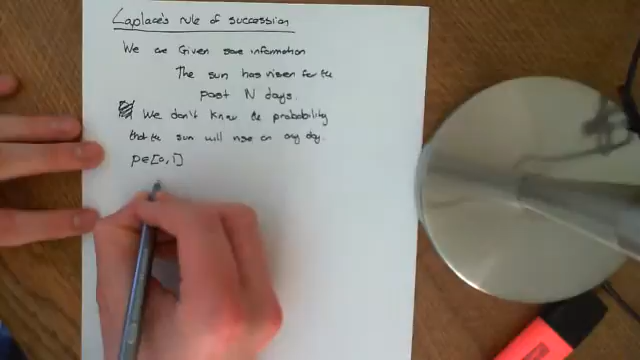 Laplace's rule of succession
We are Given some information
The sun has risen for the
past N days.
We don't know the probability
that the sun will rise on any day.
p∈[0,1]